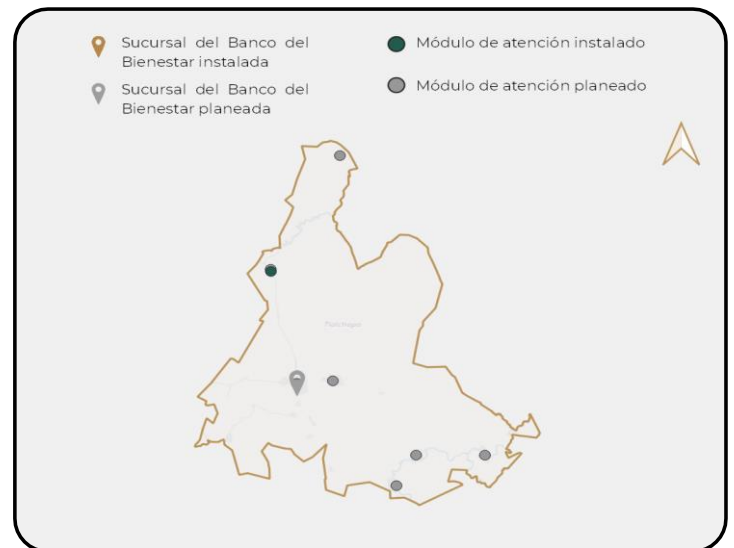 Sucursal del Banco del
Bienestar instalada
Sucursal del Banco del
Bienestar planeada
Módulo de atención instalado
Módulo de atención planeado